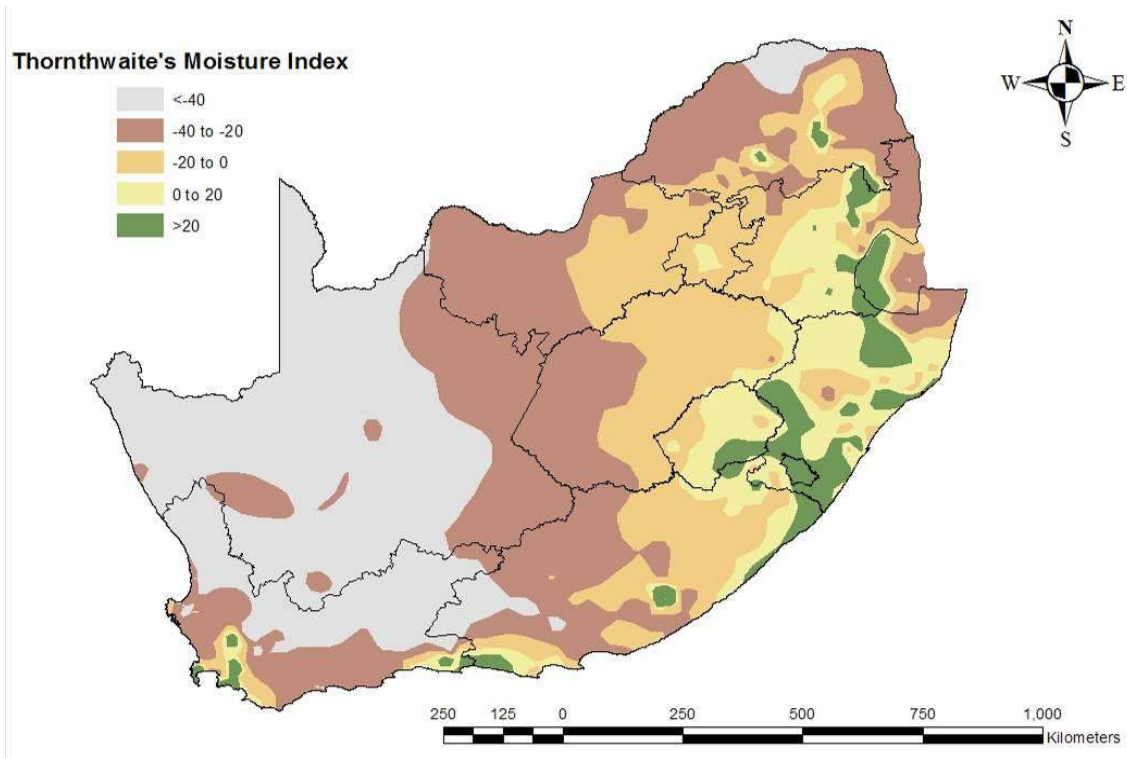 Thornthwaite's Moisture Index
<-40
-40 to -20
-20 to 0
0 to 20
>20
N
W E
S
250 125 0 250 500 750 1,000
Kilometers